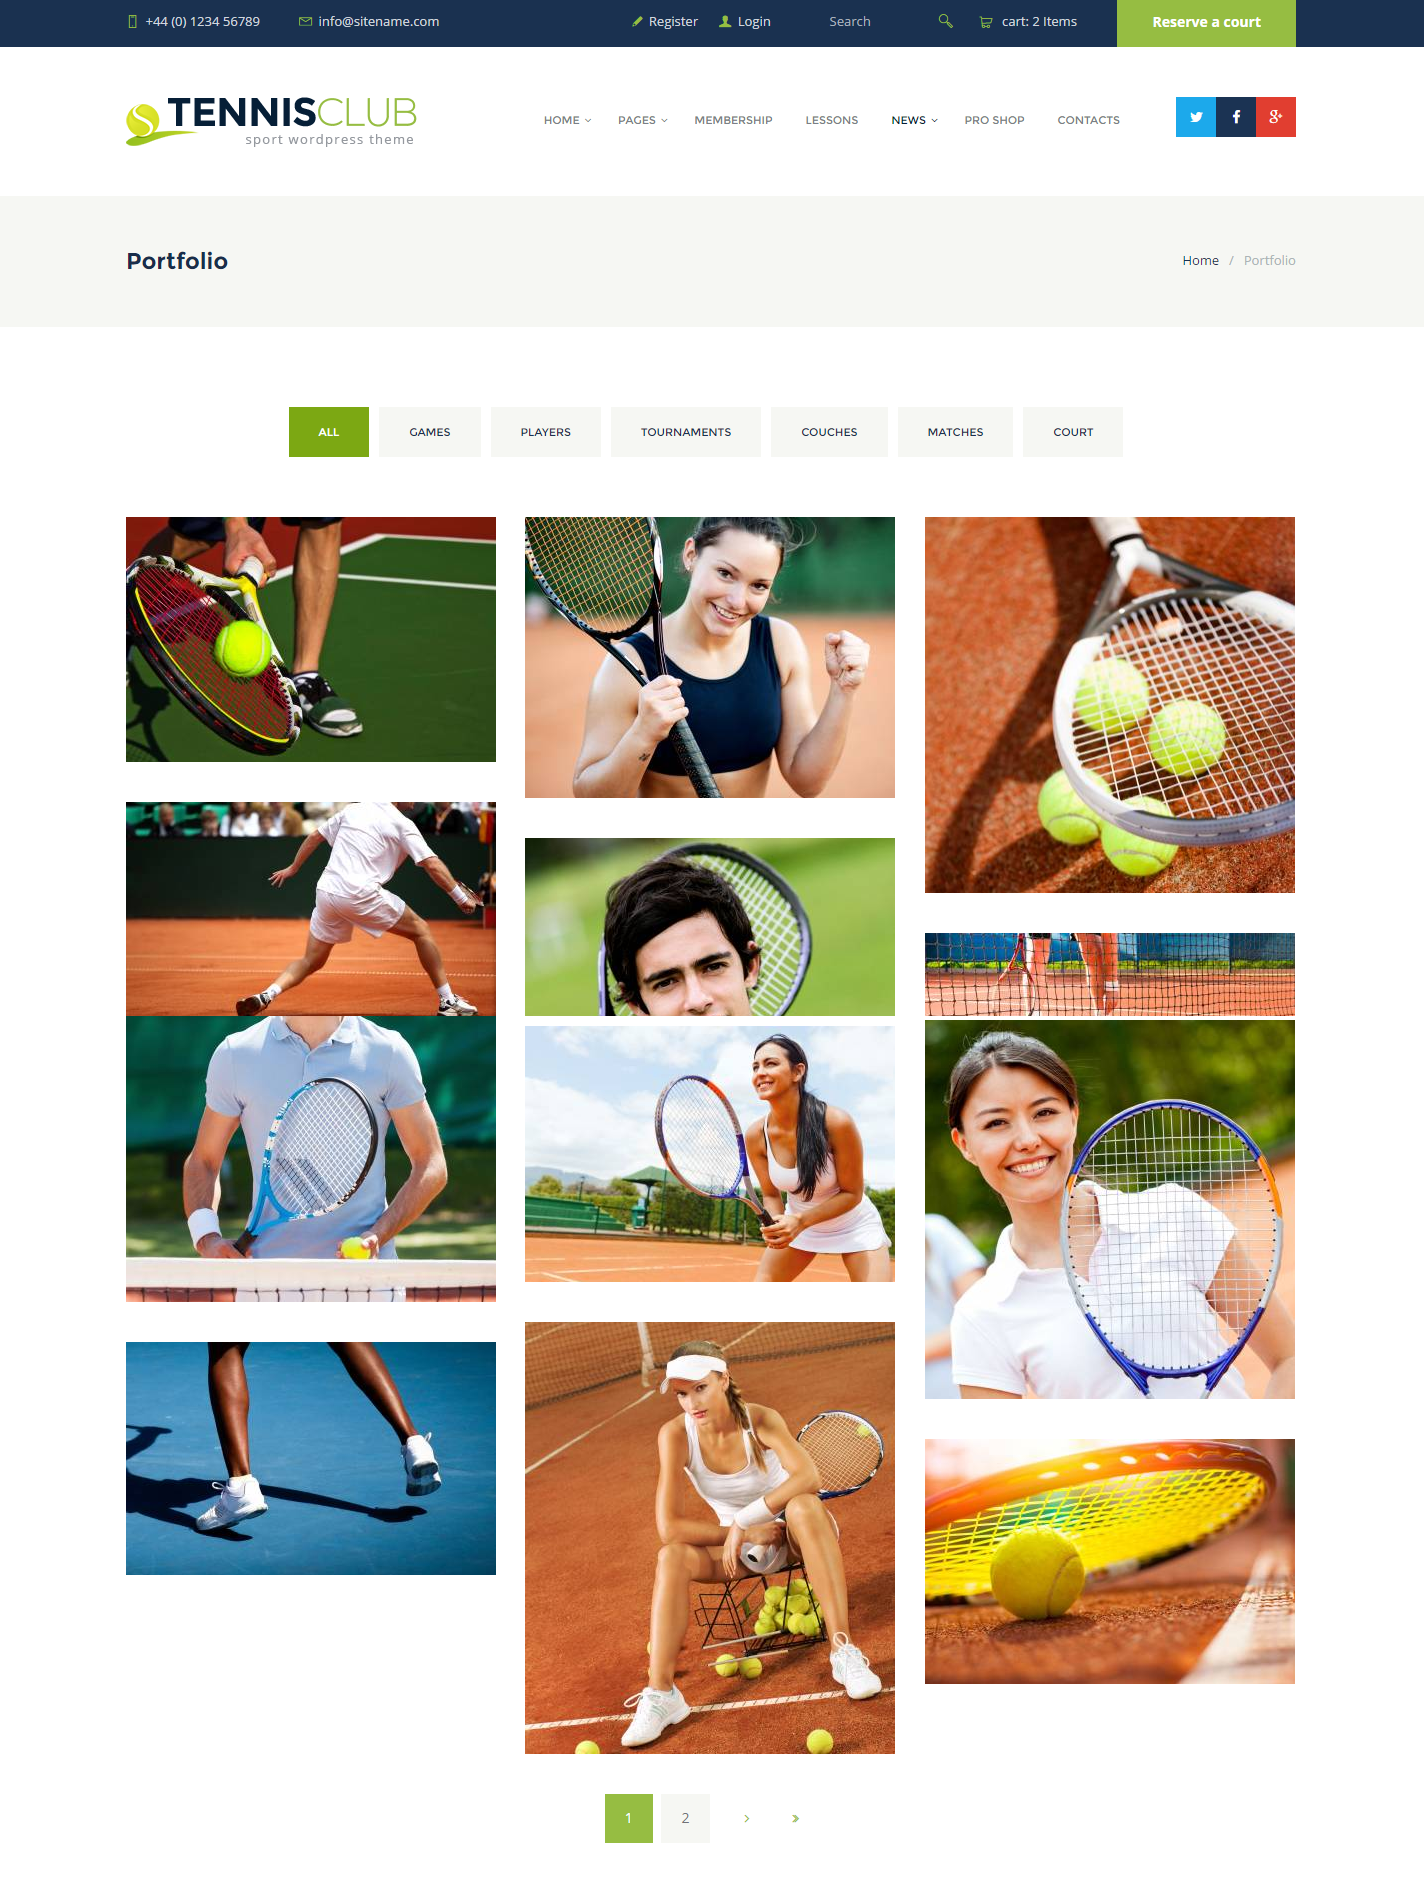 +44 (0) 1234 56789
info@sitename.com
Register
Login
Search
cart: 2 Items
Reserve a court
TENNISCLUB
sport wordpress theme
HOME
PAGES
MEMBERSHIP
LESSONS
NEWS
PRO SHOP
CONTACTS
Portfolio
Home / Portfolio
ALL
GAMES
PLAYERS
TOURNAMENTS
COUCHES
MATCHES
COURT
1
2